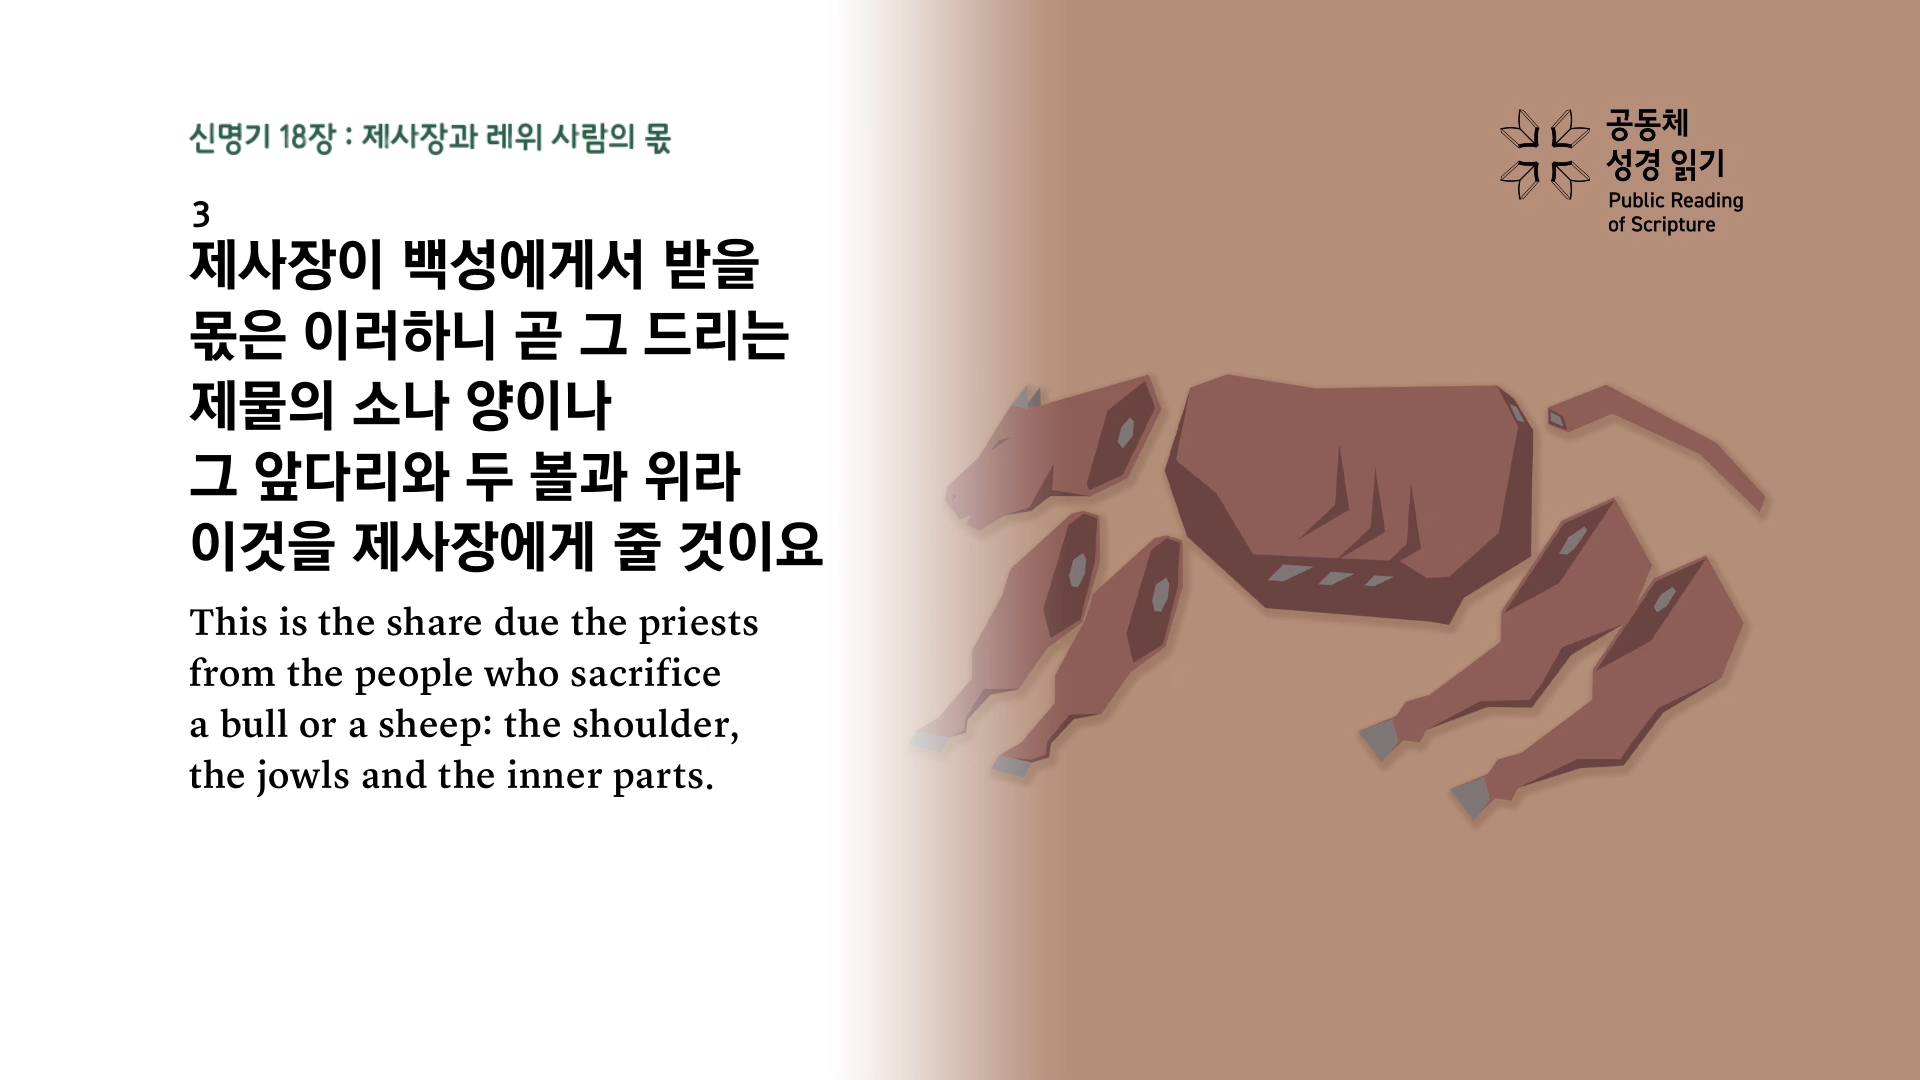 신명기 18장 : 제사장과 레위 사람의 몫
3
제사장이 백성에게서 받을
몫은 이러하니 곧 그 드리는
제물의 소나 양이나
그 앞다리와 두 볼과 위라
이것을 제사장에게 줄 것이요
This is the share due the priests
from the people who sacrifice
a bull or a sheep: the shoulder,
the jowls and the inner parts.
공동체
성경 읽기
Public Reading
of Scripture